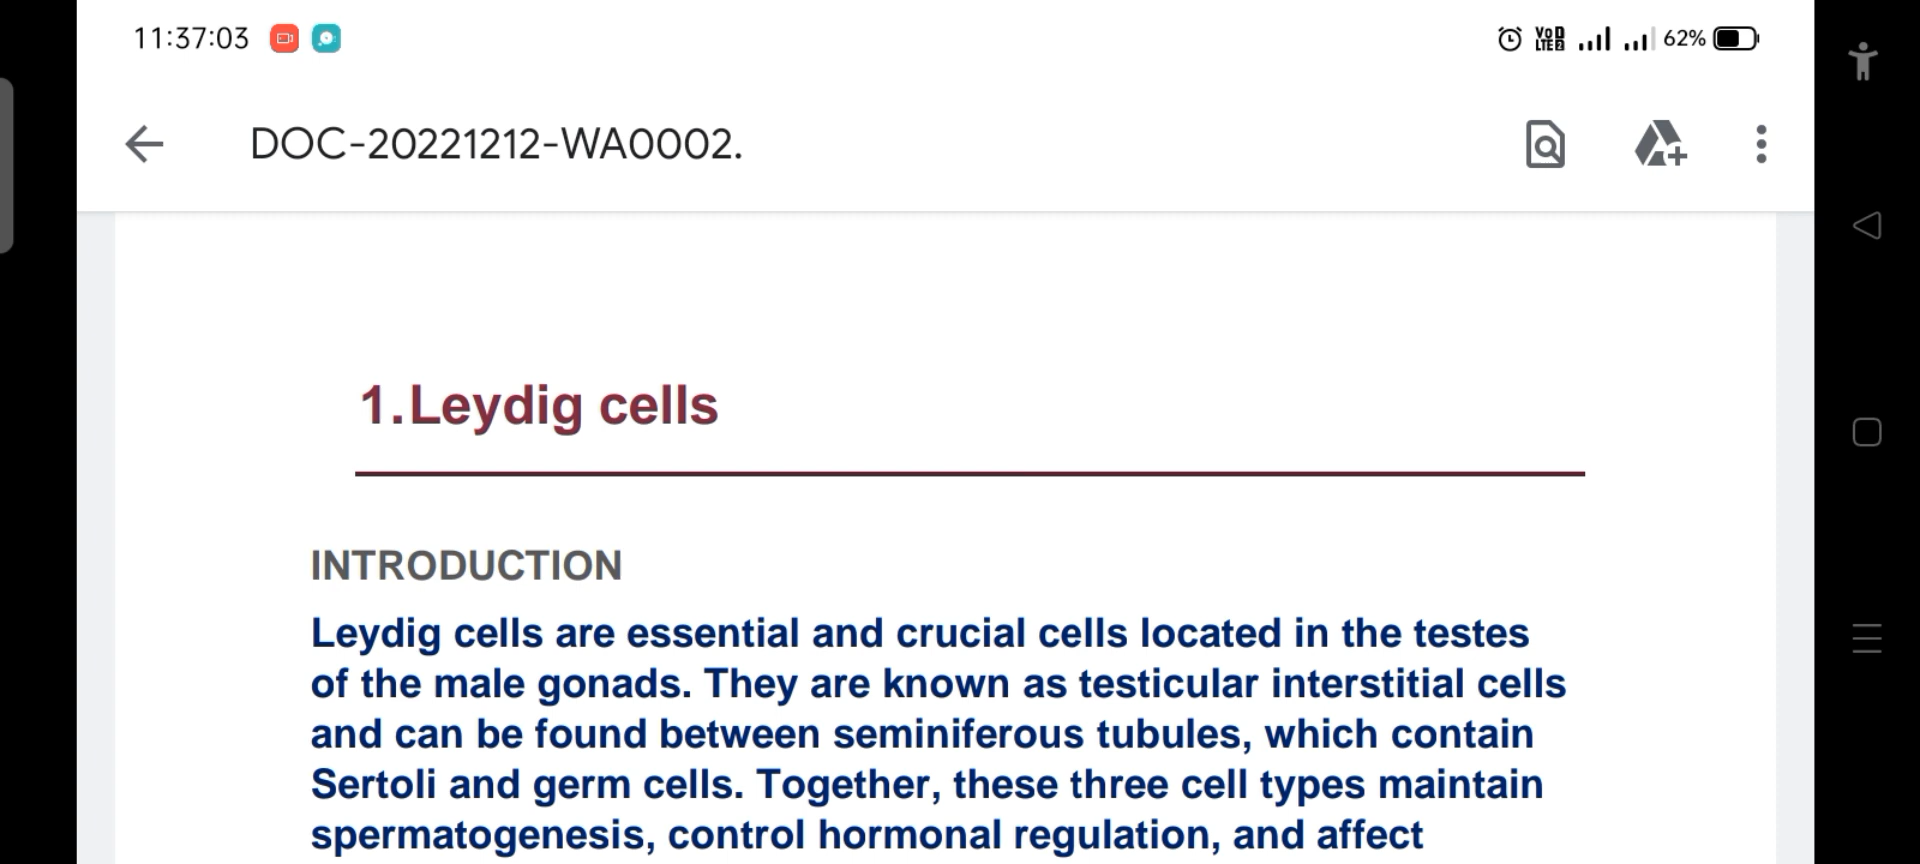 11:37:03
VoD LTE2 62%
DOC-20221212-WA0002.
1.Leydig cells
INTRODUCTION
Leydig cells are essential and crucial cells located in the testes
of the male gonads. They are known as testicular interstitial cells
and can be found between seminiferous tubules, which contain
Sertoli and germ cells. Together, these three cell types maintain
spermatogenesis, control hormonal regulation, and affect